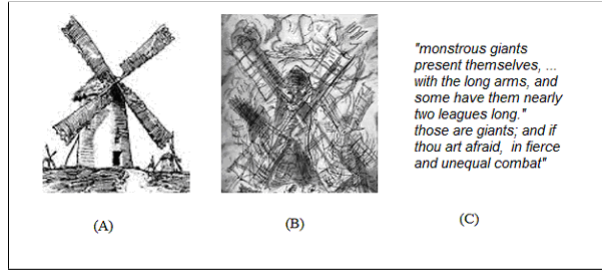 "monstrous giants
present themselves, ...
with the long arms, and
some have them nearly
two leagues long."
those are giants; and if
thou art afraid, in fierce
and unequal combat"
(A)
(B)
(C)